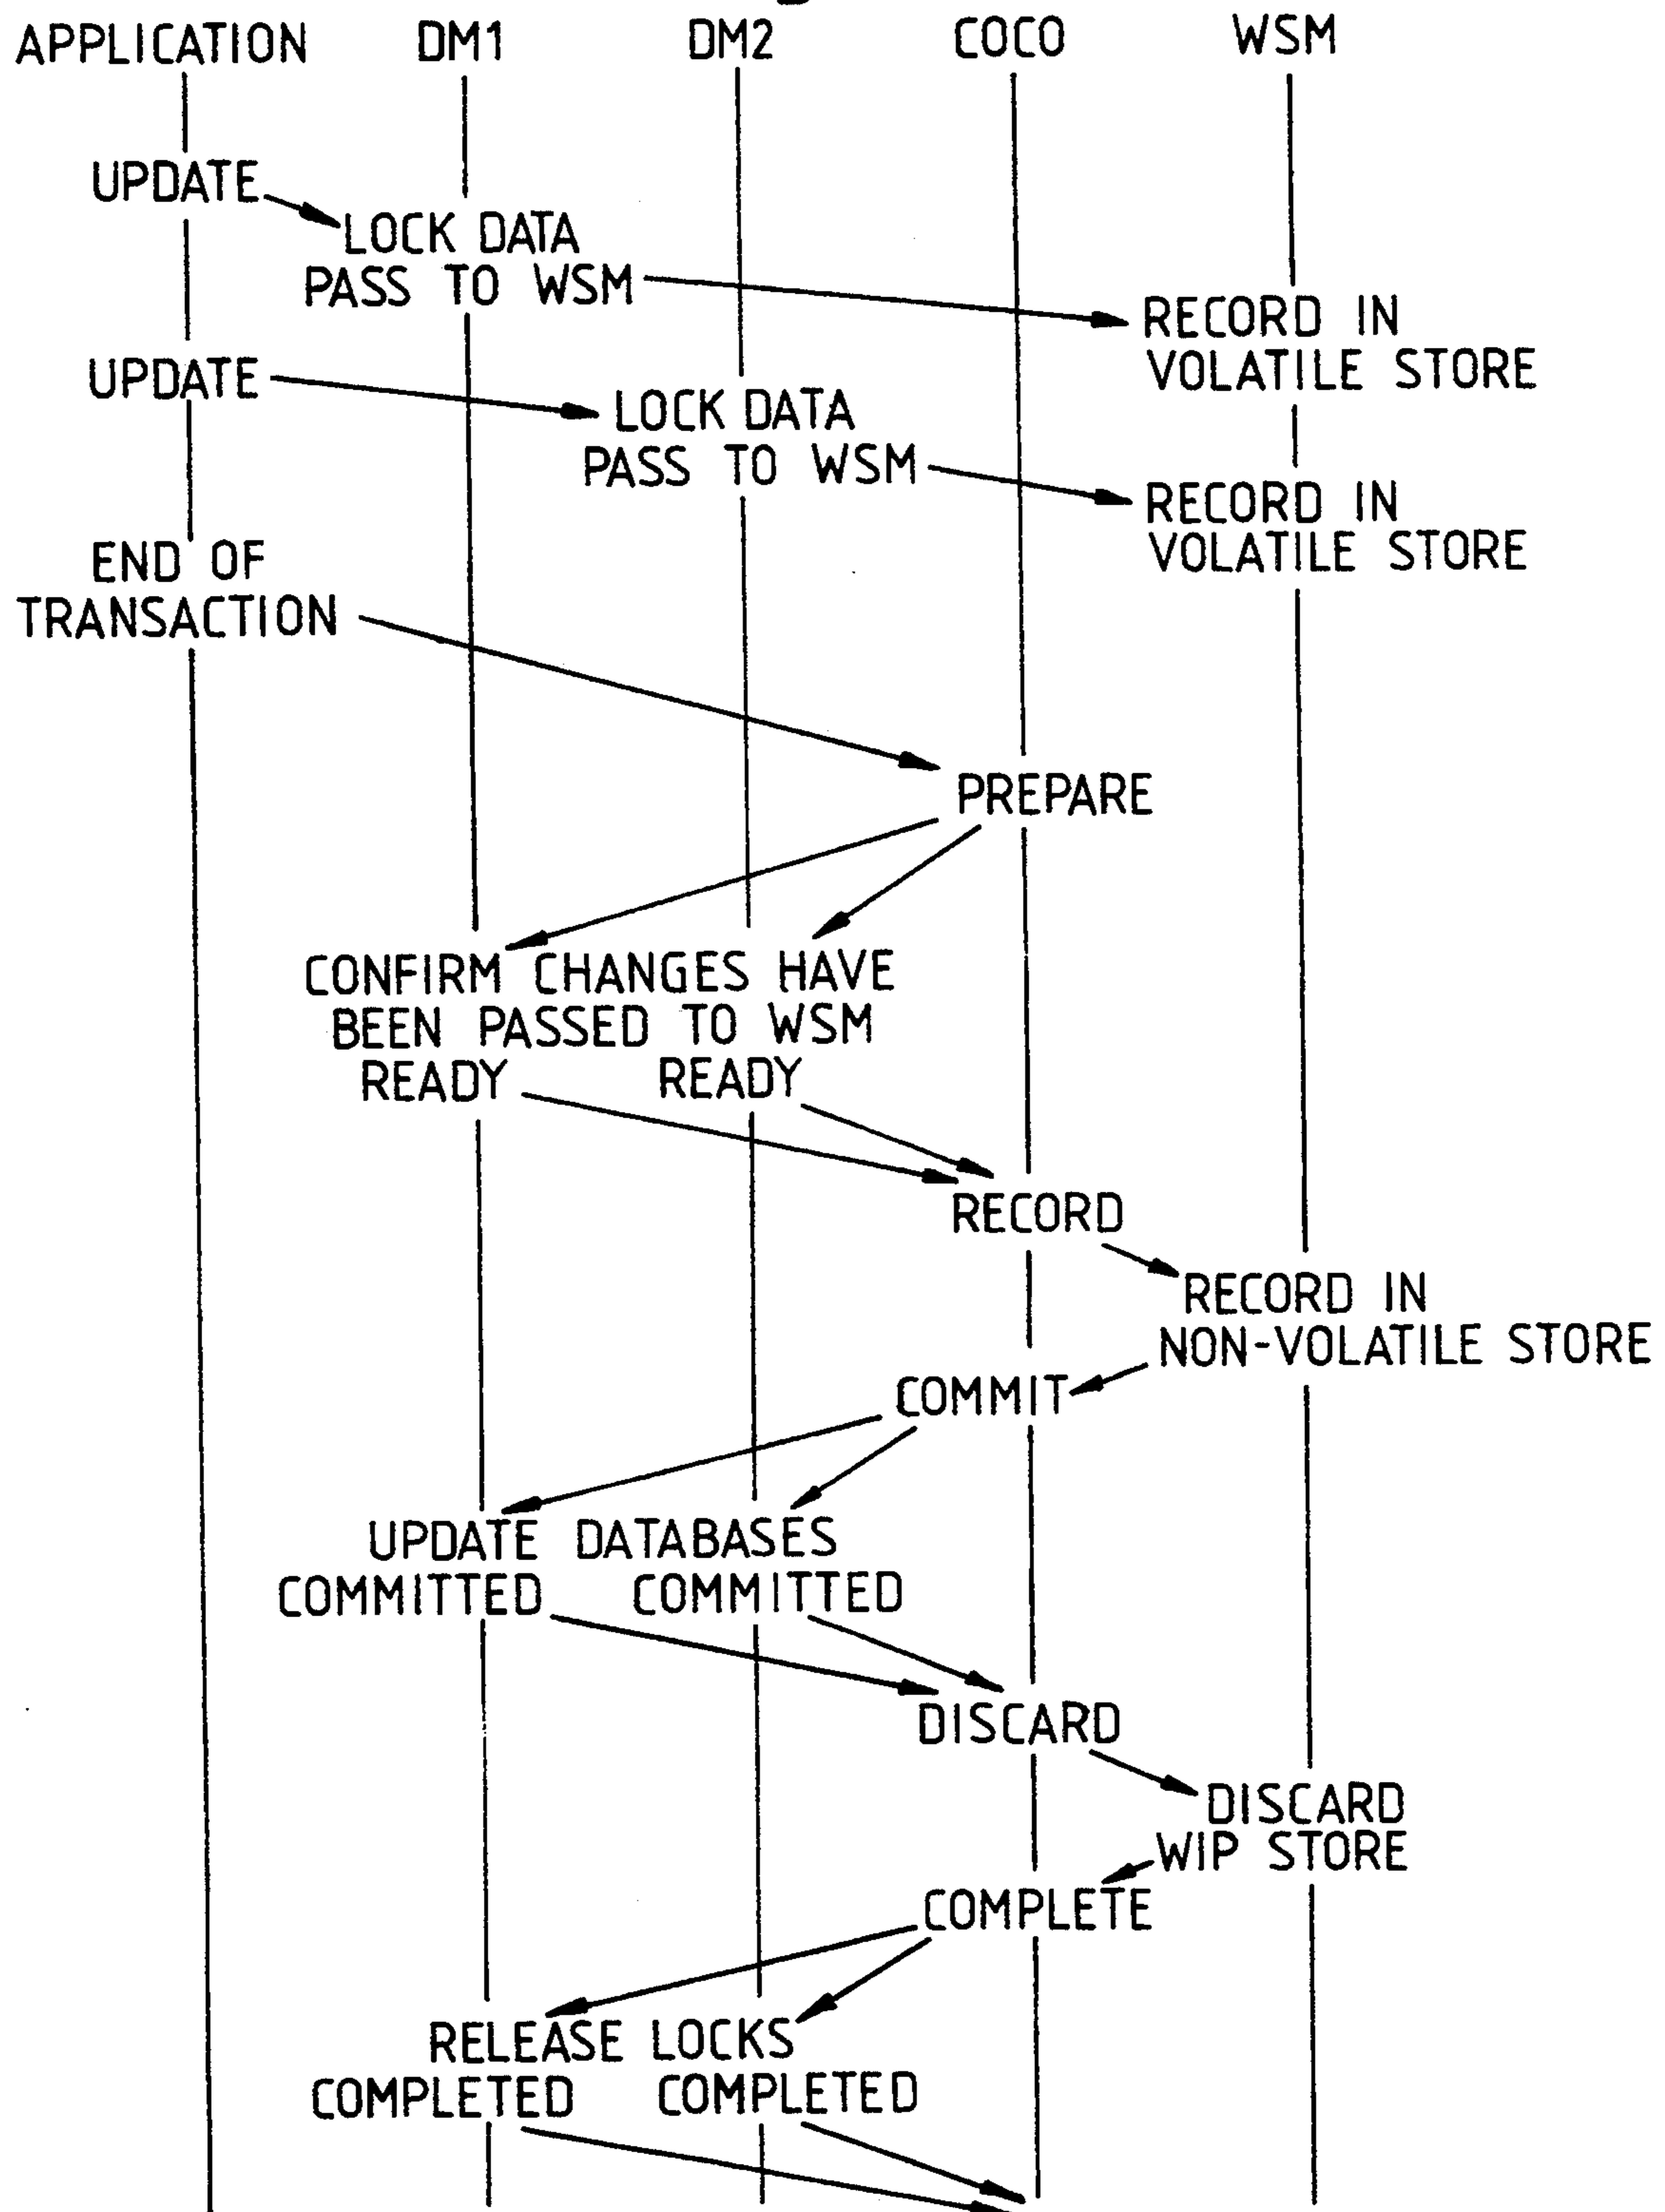 APPLICATION DM1 DM2 COCO WSM
UPDATE
LOCK DATA
PASS TO WSM
RECORD IN
VOLATILE STORE
UPDATE
LOCK DATA
PASS TO WSM
RECORD IN
VOLATILE STORE
END OF
TRANSACTION
PREPARE
CONFIRM CHANGES HAVE
BEEN PASSED TO WSM
READY READY
RECORD
RECORD IN
NON-VOLATILE STORE
COMMIT
UPDATE DATABASES
COMMITTED COMMITTED
DISCARD
DISCARD
WIP STORE
COMPLETE
RELEASE LOCKS
COMPLETED COMPLETED